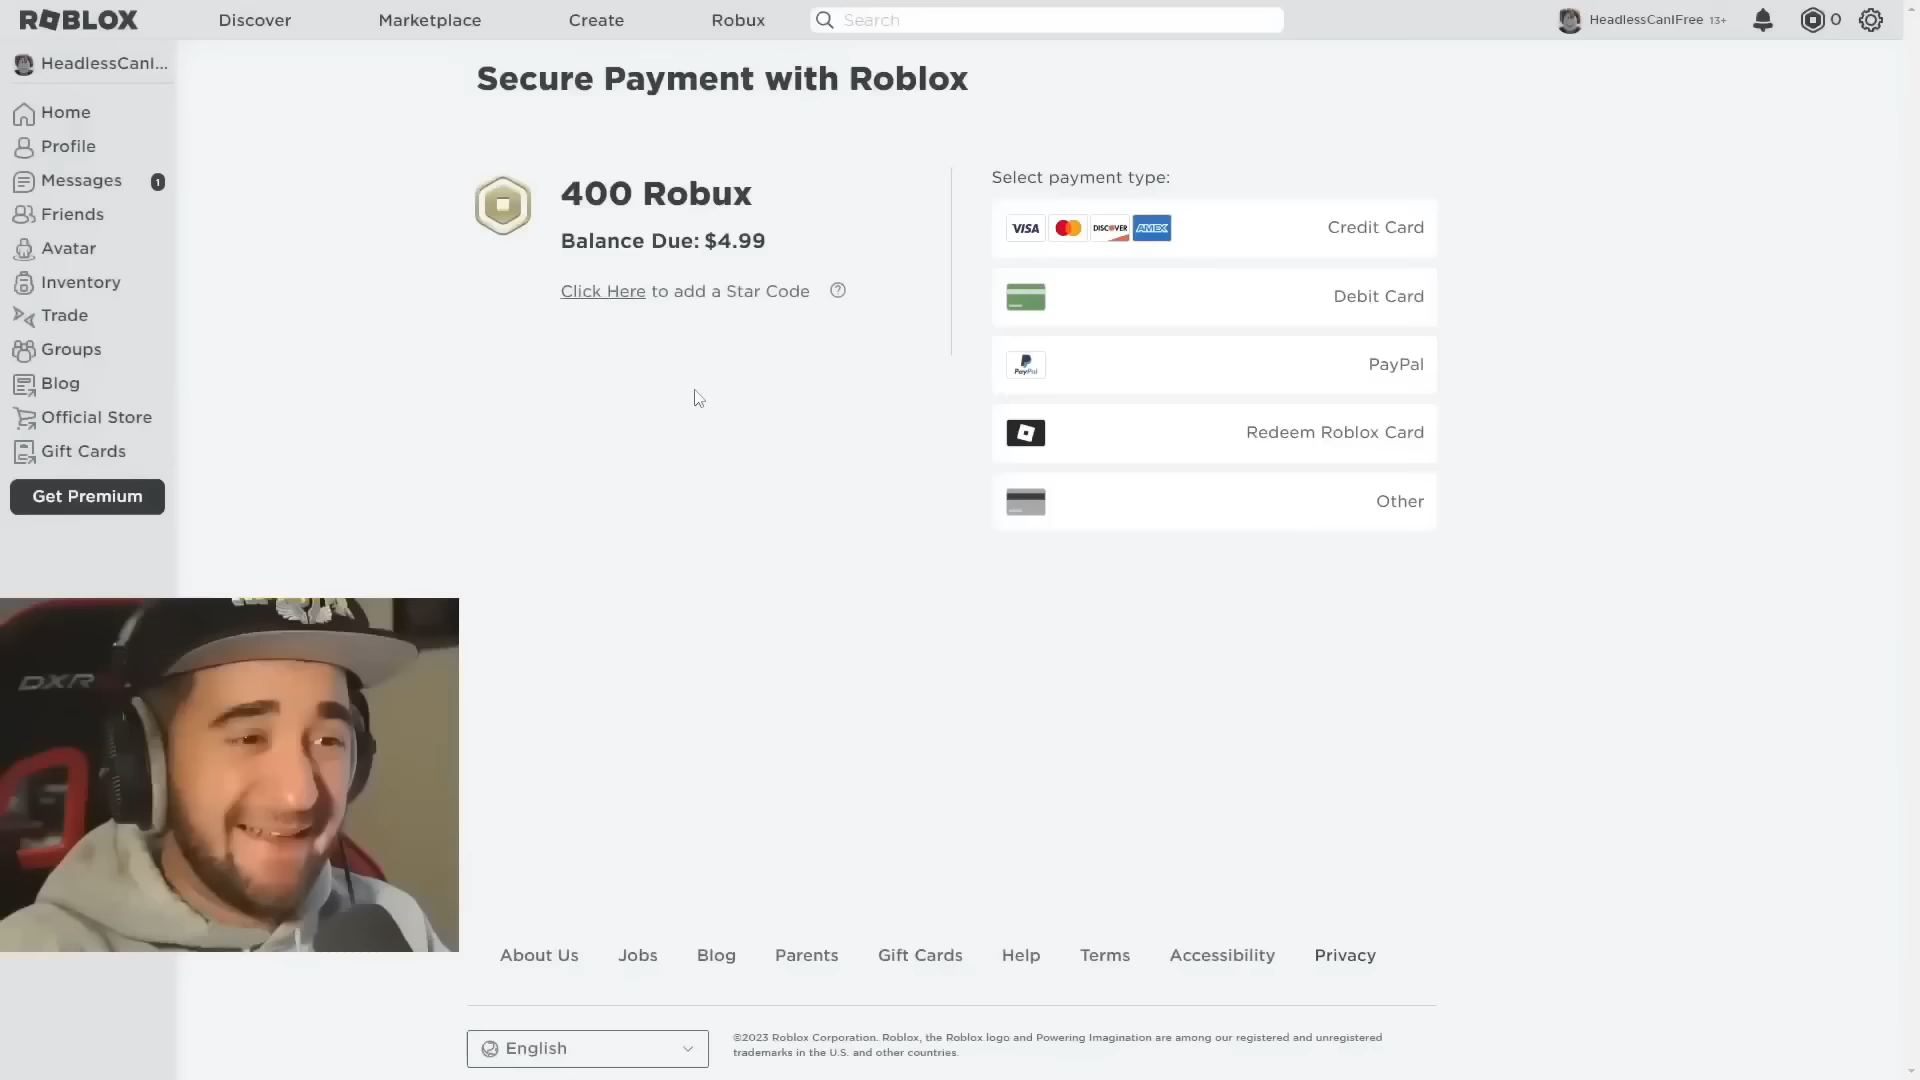 ROBLOX
Discover
Marketplace
Create
Robux
Search
HeadlessCanIFree 13+
0
HeadlessCanI...
Home
Profile
Messages
1
Friends
Avatar
Inventory
Trade
Groups
Blog
Official Store
Gift Cards
Get Premium
Secure Payment with Roblox
400 Robux
Balance Due: $4.99
Click Here to add a Star Code
Select payment type:
VISA DISCOVER AMEX Credit Card
Debit Card
PayPal PayPal
Redeem Roblox Card
Other
DXR
About Us
Jobs
Blog
Parents
Gift Cards
Help
Terms
Accessibility
Privacy
English
©2023 Roblox Corporation. Roblox, the Roblox logo and Powering Imagination are among our registered and unregistered
trademarks in the U.S. and other countries.